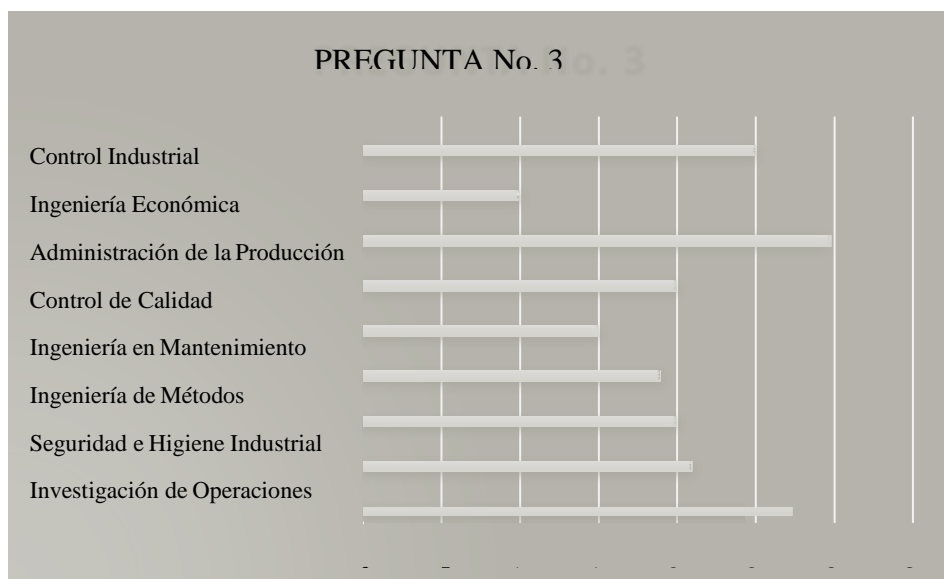 PREGUNTA No. 3
Control Industrial
Ingeniería Económica
Administración de la Producción
Control de Calidad
Ingeniería en Mantenimiento
Ingeniería de Métodos
Seguridad e Higiene Industrial
Investigación de Operaciones